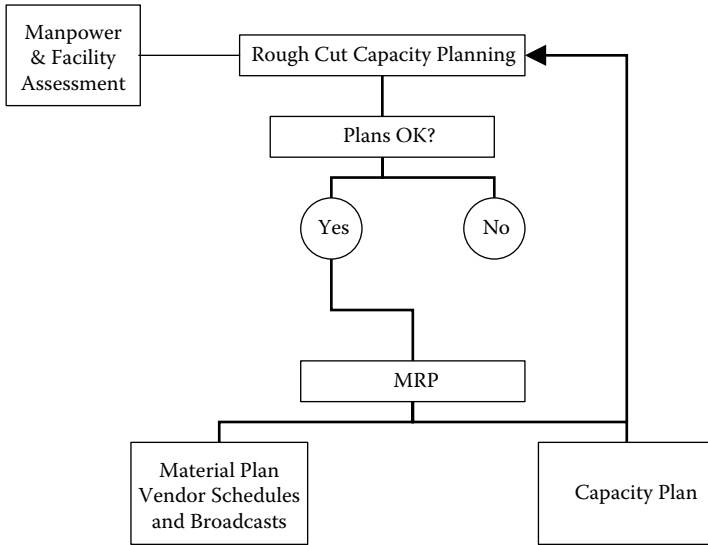 Manpower
& Facility
Assessment
Rough Cut Capacity Planning
Plans OK?
Yes
No
MRP
Material Plan
Vendor Schedules
and Broadcasts
Capacity Plan